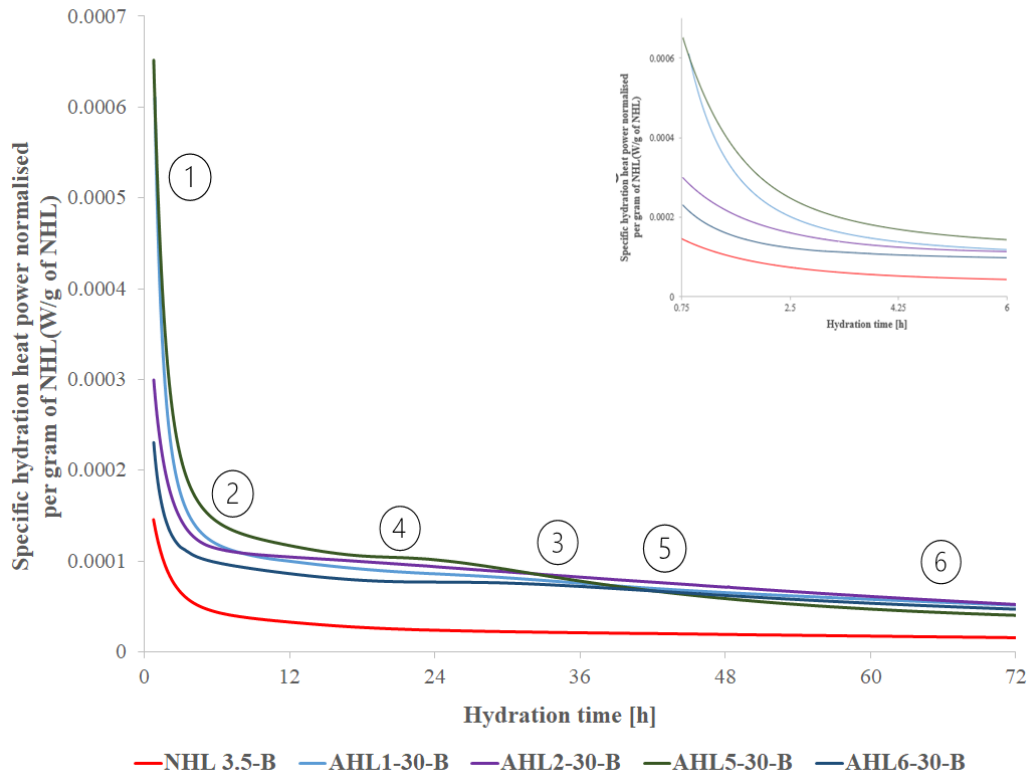 Specific hydration heat power normalised
per gram of NHL(W/g of NHL)
0.0007
0.0006
0.0005
0.0004
0.0003
0.0002
0.0001
0
0 12 24 36 48 60 72
Hydration time [h]
1
2
4
3
5
6
Specific hydration heat power normalised
per gram of NHL(W/g of NHL)
0.0006
0.0004
0.0002
0
0.75 2.5 4.25 6
Hydration time [h]
NHL 3.5-B AHL1-30-B AHL2-30-B AHL5-30-B AHL6-30-B